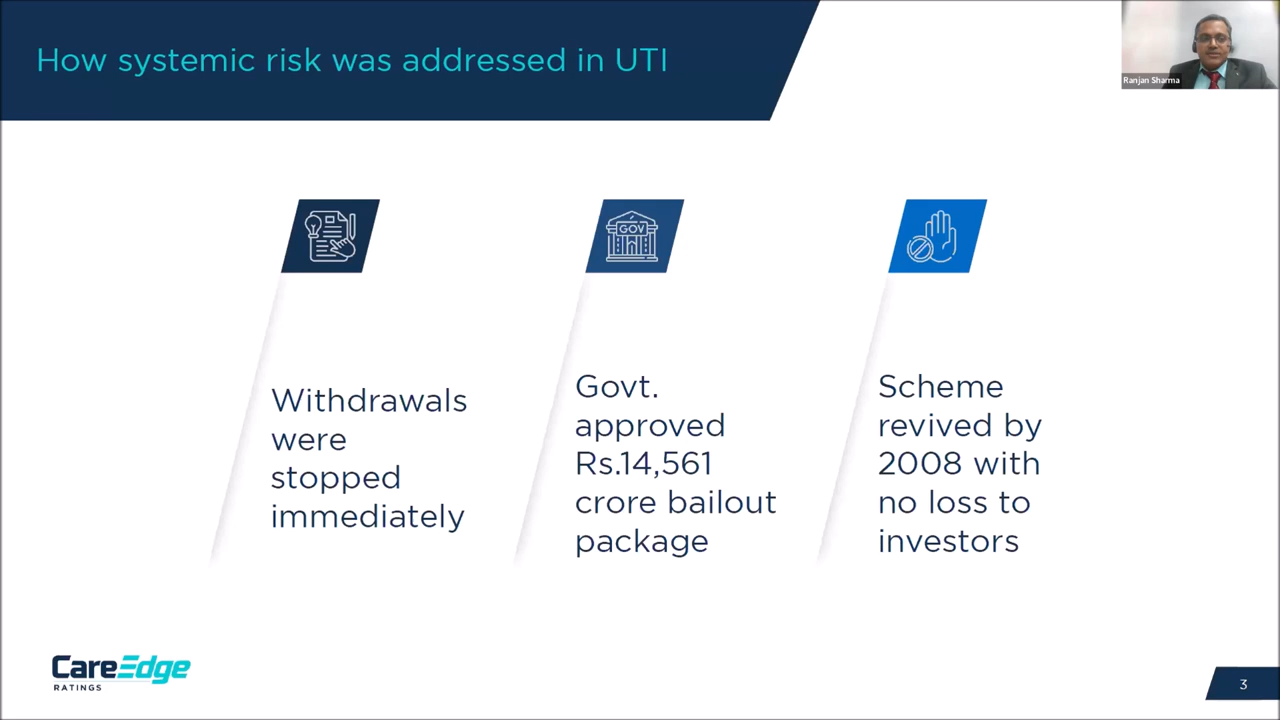 How systemic risk was addressed in UTI
Ranjan Sharma
GOV
Withdrawals
were
stopped
immediately
Govt.
approved
Rs.14,561
crore bailout
package
Scheme
revived by
2008 with
no loss to
investors
CareEdge
RATINGS
3